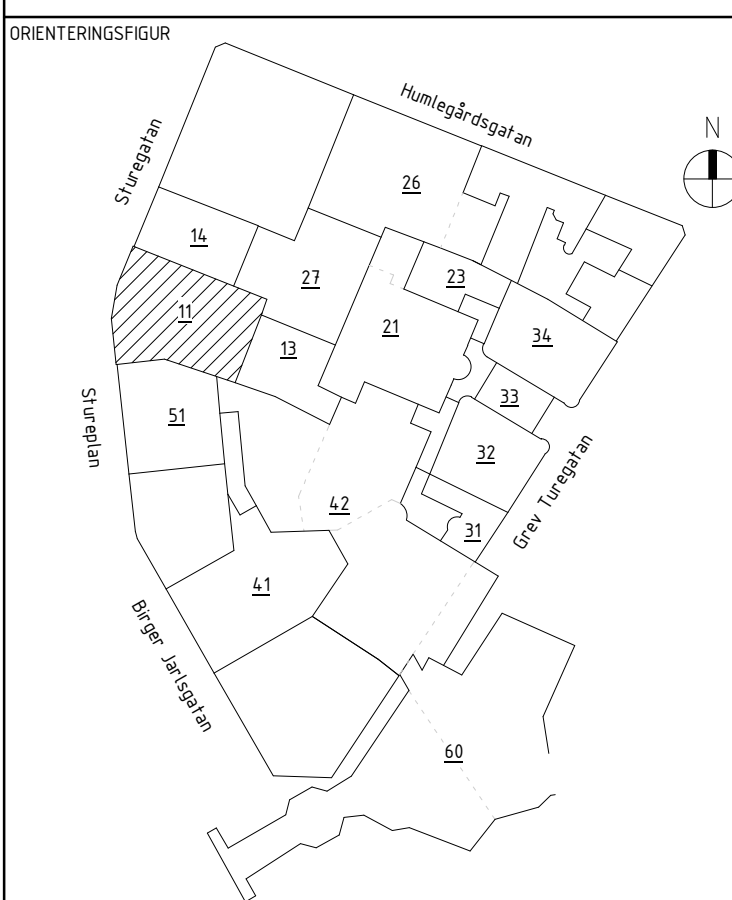 ORIENTERINGSFIGUR
Humlegårdsgatan
N
Sturegatan
26
14
27
23
11
21
34
13
33
51
Stureplan
32
42
Grev Turegatan
31
41
Birger Jarlsgatan
60